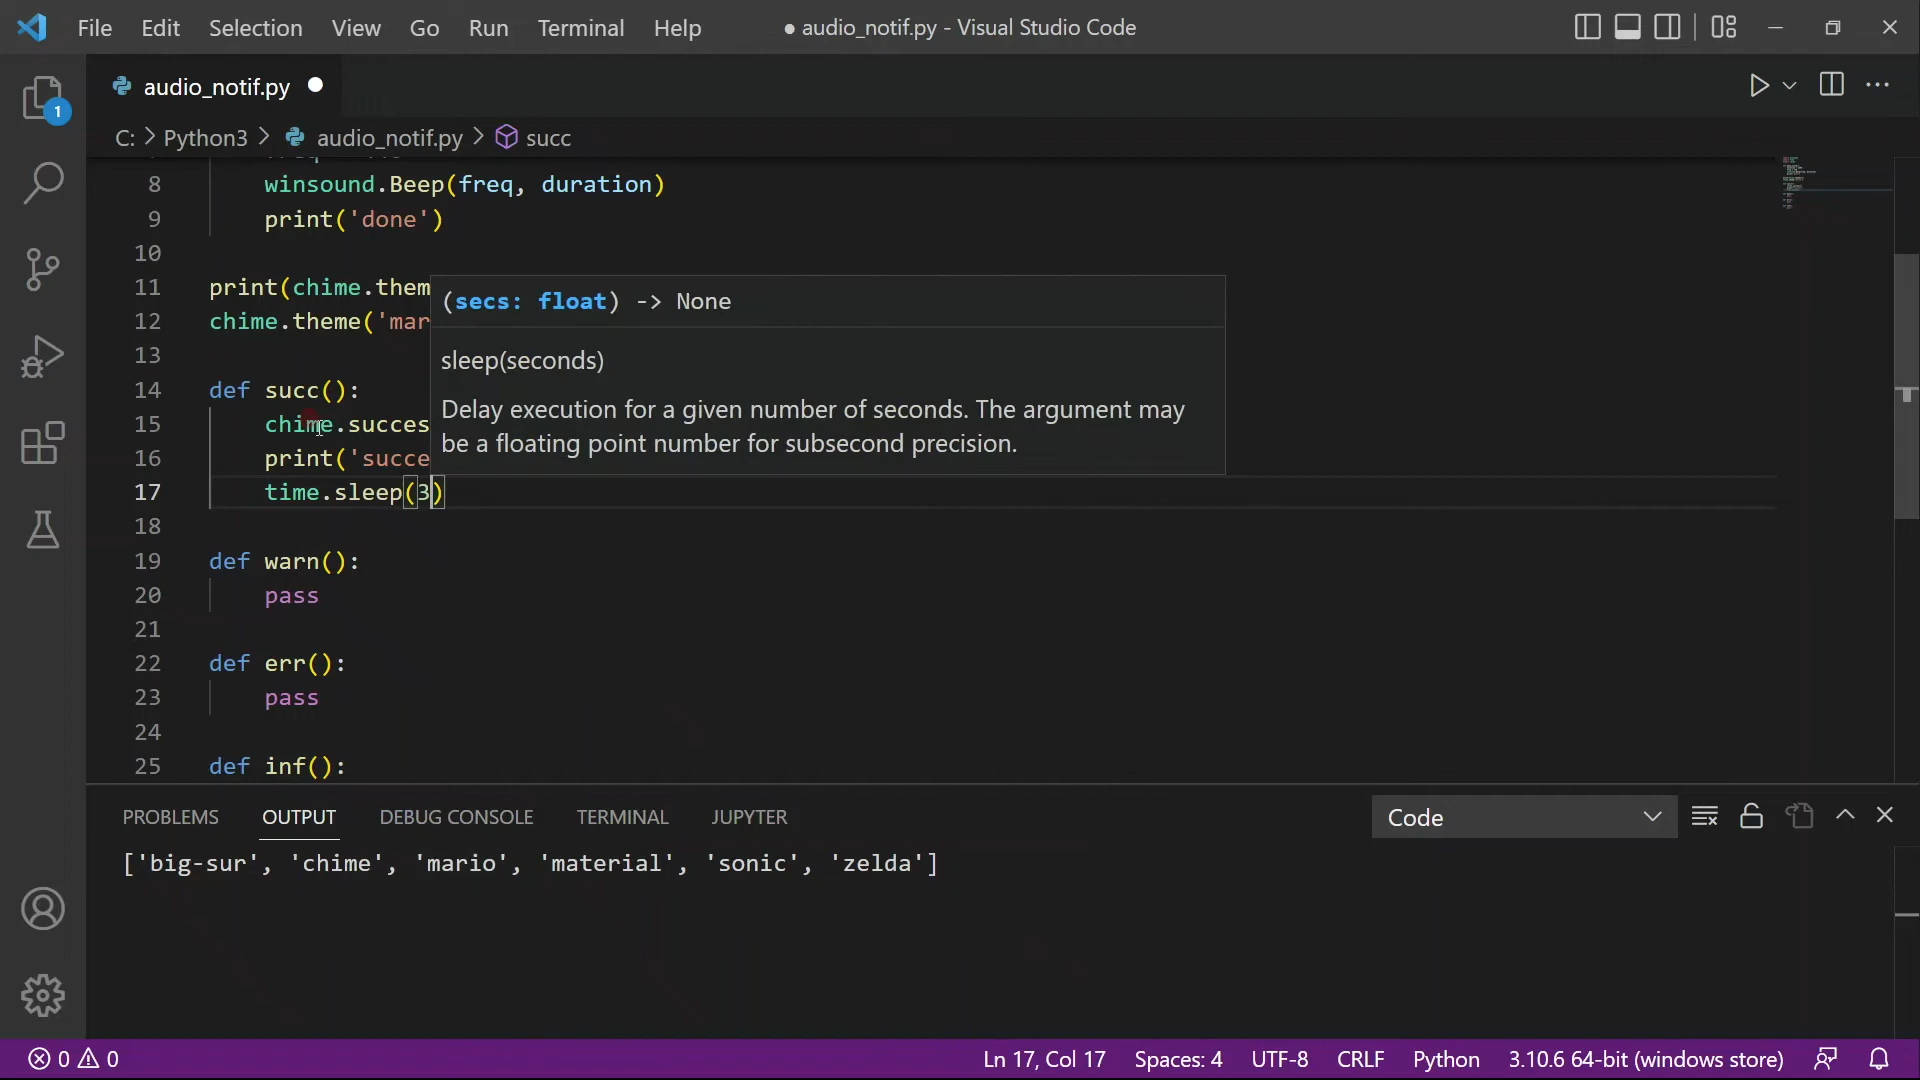 File Edit Selection View Go Run Terminal Help ● audio_notif.py - Visual Studio Code
1
audio_notif.py
C: > Python3 > audio_notif.py > succ
8 winsound.Beep(freq, duration)
9 print('done')
10
11 print(chime.them
12 chime.theme('mar
13
14 def succ():
15 chime.succes
16 print('succe
17 time.sleep(3)
18
19 def warn():
20 pass
21
22 def err():
23 pass
24
25 def inf():
(secs: float) -> None
sleep(seconds)
Delay execution for a given number of seconds. The argument may
be a floating point number for subsecond precision.
PROBLEMS OUTPUT DEBUG CONSOLE TERMINAL JUPYTER Code
['big-sur', 'chime', 'mario', 'material', 'sonic', 'zelda']
0 0 Ln 17, Col 17 Spaces: 4 UTF-8 CRLF Python 3.10.6 64-bit (windows store)